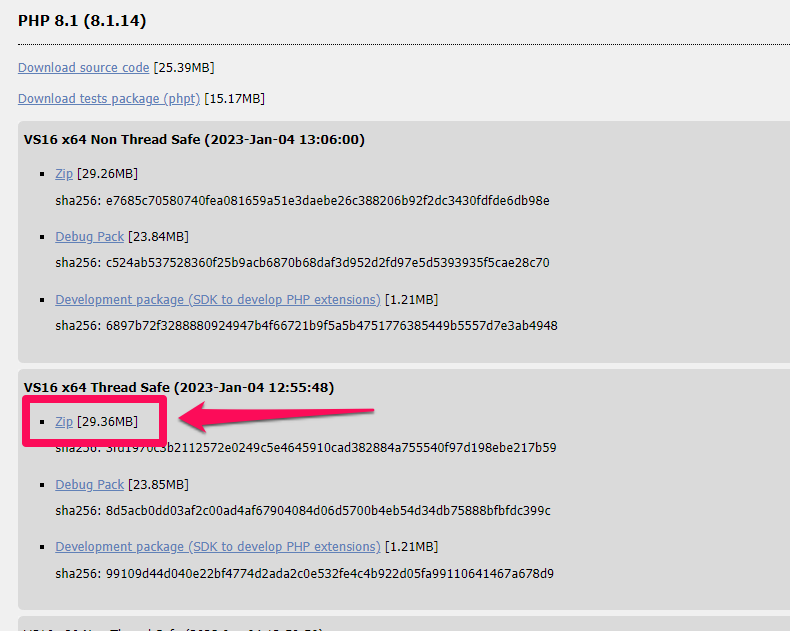 PHP 8.1 (8.1.14)
Download source code [25.39MB]
Download tests package (phpt) [15.17MB]
VS16 x64 Non Thread Safe (2023-Jan-04 13:06:00)
Zip [29.26MB]
sha256: e7685c70580740fea081659a51e3daebe26c388206b92f2dc3430fdfde6db98e
Debug Pack [23.84MB]
sha256: c524ab537528360f25b9acb6870b68daf3d952d2fd97e5d5393935f5cae28c70
Development package (SDK to develop PHP extensions) [1.21MB]
sha256: 6897b72f3288880924947b4f66721b9f5a5b4751776385449b5557d7e3ab4948
VS16 x64 Thread Safe (2023-Jan-04 12:55:48)
Zip [29.36MB]
sha256: 3fd1970c3b2112572e0249c5e4645910cad382884a755540f97d198ebe217b59
Debug Pack [23.85MB]
sha256: 8d5acb0dd03af2c00ad4af67904084d06d5700b4eb54d34db75888bfbfdc399c
Development package (SDK to develop PHP extensions) [1.21MB]
sha256: 99109d44d040e22bf4774d2ada2c0e532fe4c4b922d05fa99110641467a678d9